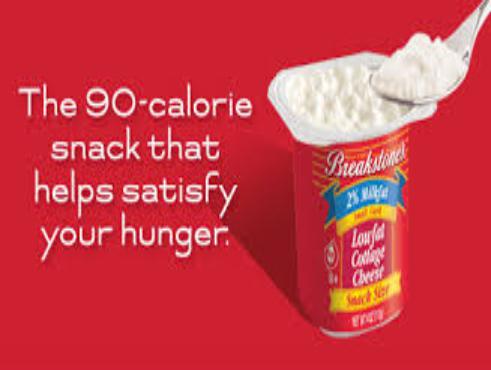 The 90-calorie
snack that
helps satisfy
your hunger.
Breakstone's
2% Milkfat
Lowfat
Cottage
Cheese
Snack Size